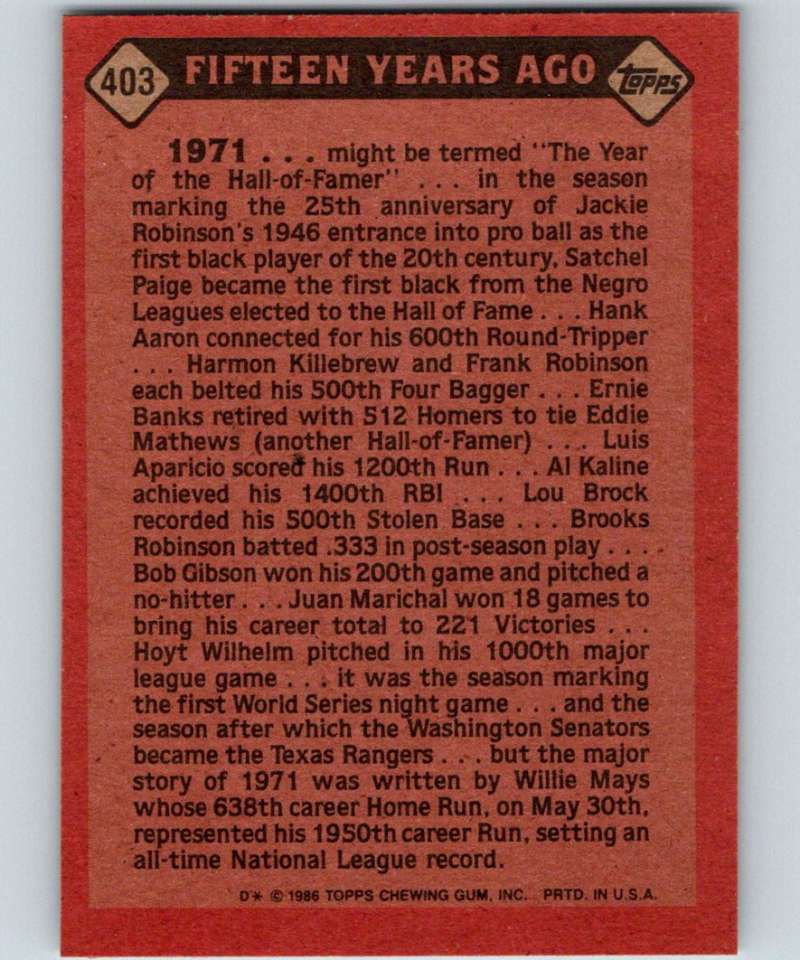 403 FIFTEEN YEARS AGO TOPPS
1971 . . . might be termed "The Year
of the Hall-of-Famer" . . . in the season
marking the 25th anniversary of Jackie
Robinson's 1946 entrance into pro ball as the
first black player of the 20th century, Satchel
Paige became the first black from the Negro
Leagues elected to the Hall of Fame . . . Hank
Aaron connected for his 600th Round-Tripper
. . . Harmon Killebrew and Frank Robinson
each belted his 500th Four Bagger . . . Ernie
Banks retired with 512 Homers to tie Eddie
Mathews (another Hall-of-Famer) . . . Luis
Aparicio scored his 1200th Run . . . Al Kaline
achieved his 1400th RBI . . . Lou Brock
recorded his 500th Stolen Base . . . Brooks
Robinson batted .333 in post-season play . . . .
Bob Gibson won his 200th game and pitched a
no-hitter . . . Juan Marichal won 18 games to
bring his career total to 221 Victories . . .
Hoyt Wilhelm pitched in his 1000th major
league game . . . it was the season marking
the first World Series night game . . . and the
season after which the Washington Senators
became the Texas Rangers . . . but the major
story of 1971 was written by Willie Mays
whose 638th career Home Run, on May 30th,
represented his 1950th career Run, setting an
all-time National League record.
D* © 1986 TOPPS CHEWING GUM, INC. PRTD. IN U.S.A.